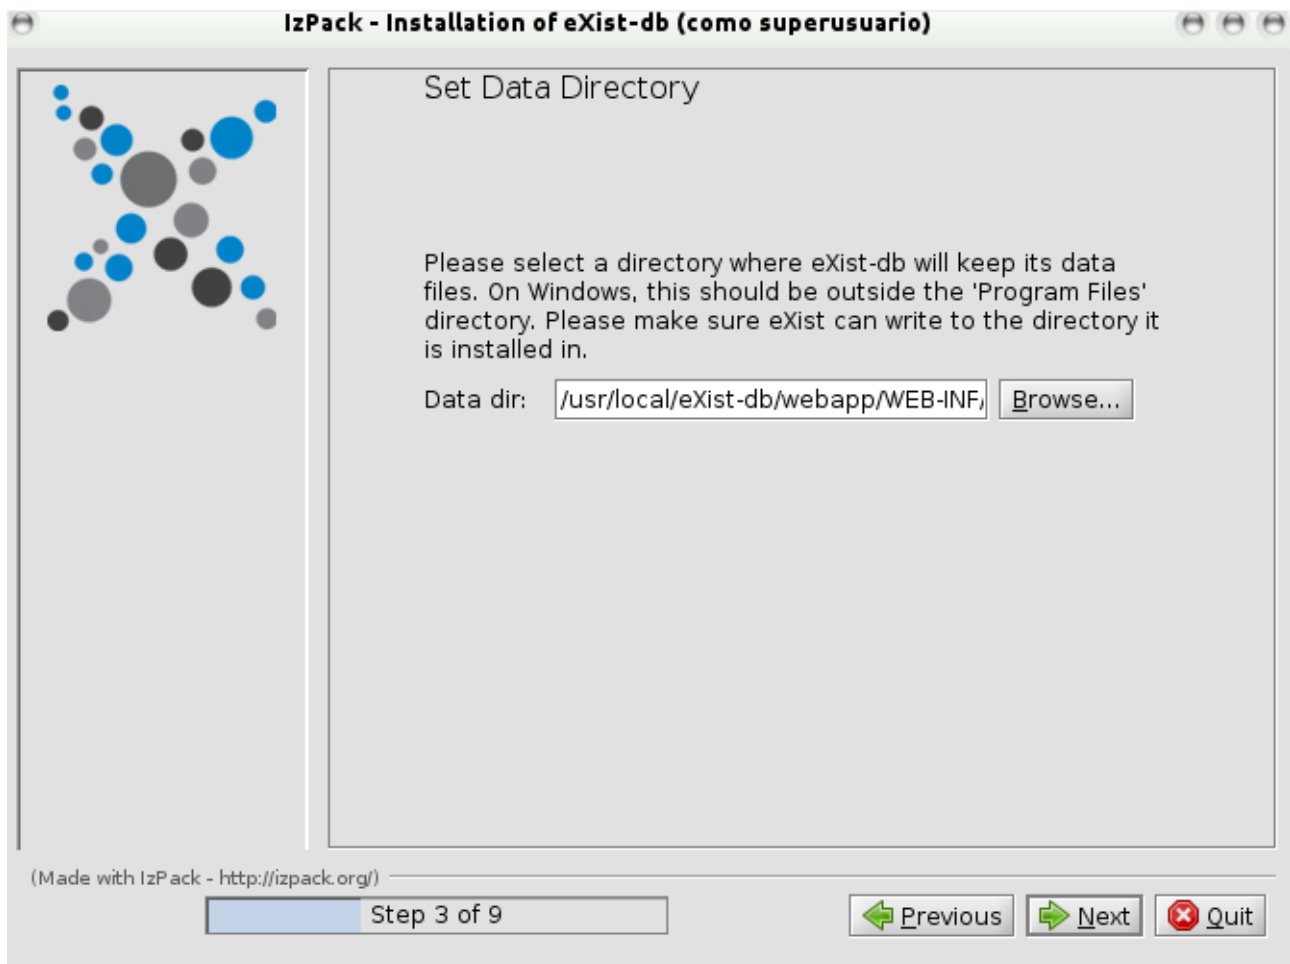 IzPack - Installation of eXist-db (como superusuario)
Set Data Directory
Please select a directory where eXist-db will keep its data
files. On Windows, this should be outside the 'Program Files'
directory. Please make sure eXist can write to the directory it
is installed in.
Data dir: /usr/local/eXist-db/webapp/WEB-INF/ Browse...
(Made with IzPack - http://izpack.org/)
Step 3 of 9 Previous Next Quit